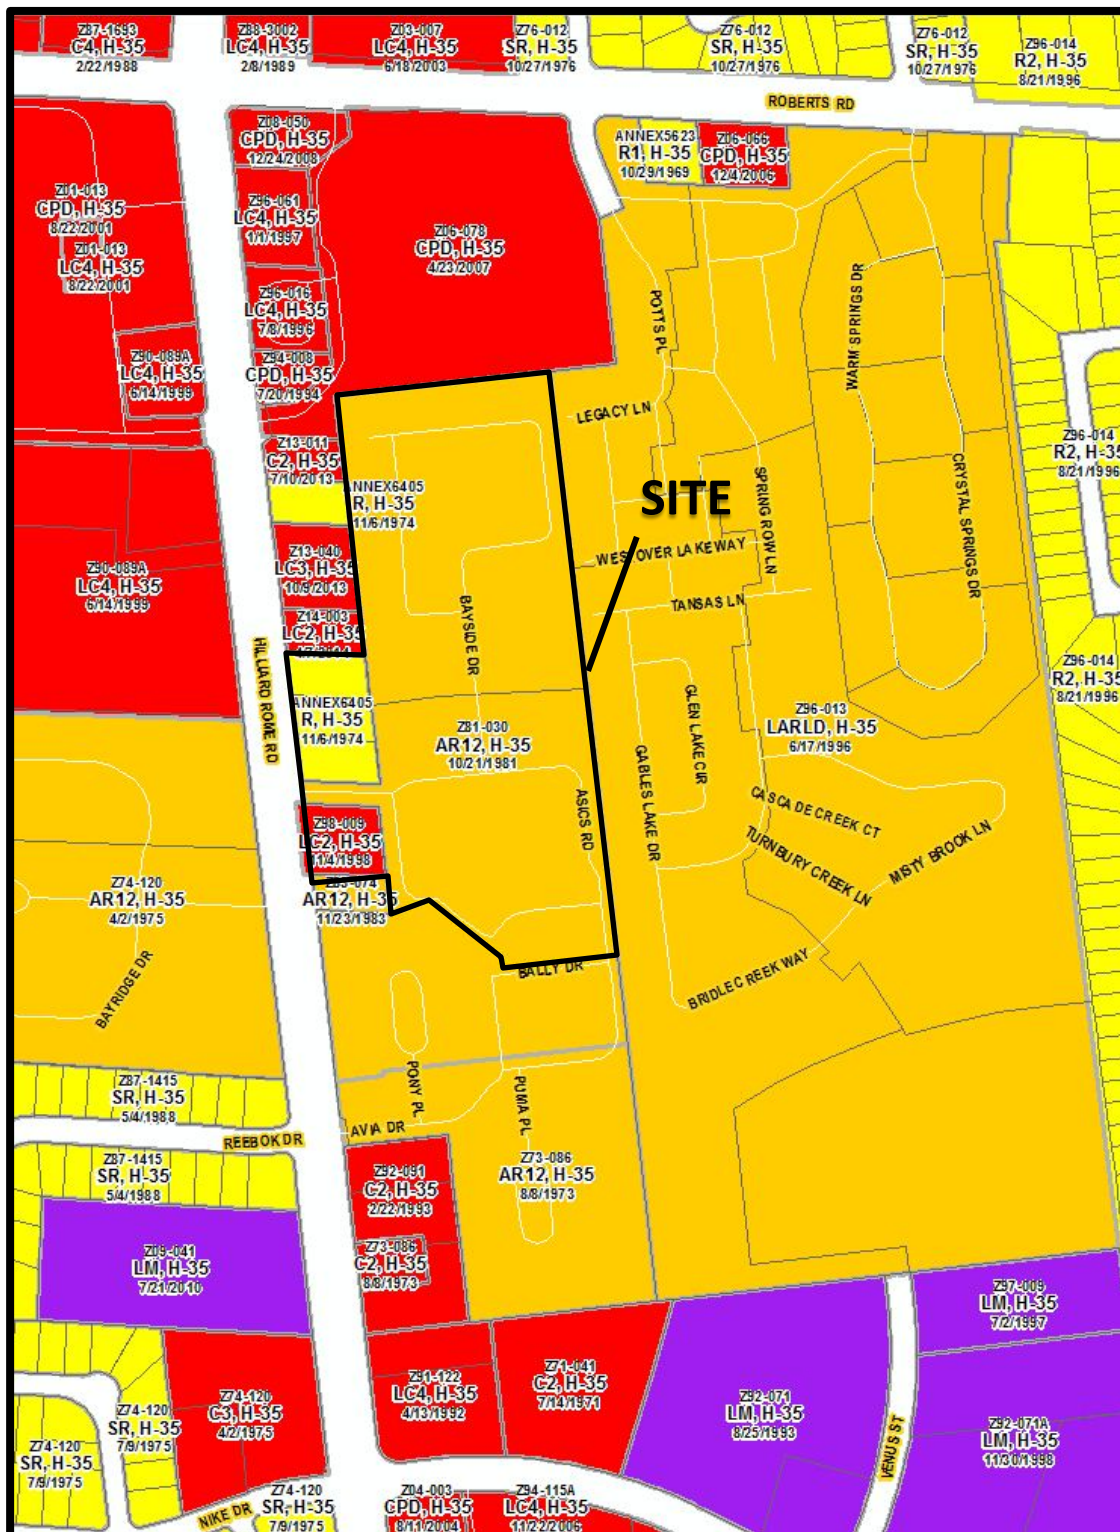 Z87-1693
C4, H-35
2/22/1988
Z88-3002
LC4, H-35
2/8/1989
Z03-007
LC4, H-35
6/18/2003
Z76-012
SR, H-35
10/27/1976
Z76-012
SR, H-35
10/27/1976
Z76-012
SR, H-35
10/27/1976
Z96-014
R2, H-35
8/21/1996
ROBERTS RD
Z08-050
CPD, H-35
12/24/2008
ANNEX5623
R1, H-35
10/29/1969
Z06-066
CPD, H-35
12/4/2006
Z01-013
CPD, H-35
8/22/2001
Z01-013
LC4, H-35
8/22/2001
Z96-061
LC4, H-35
1/1/1997
Z06-078
CPD, H-35
4/23/2007
Z96-016
LC4, H-35
7/8/1996
POTTS PL
WARM SPRINGS DR
Z90-089A
LC4, H-35
6/14/1999
Z94-008
CPD, H-35
7/20/1994
LEGACY LN
Z13-011
C2, H-35
7/10/2013
Z96-014
R2, H-35
8/21/1996
ANNEX6405
R, H-35
11/6/1974
SITE
SPRING ROW LN
CRYSTAL SPRINGS DR
Z90-089A
LC4, H-35
6/14/1999
Z13-040
LC3, H-35
10/9/2013
WESTOVER LAKEWAY
TANSAS LN
Z14-003
LC2, H-35
BAYSIDE DR
HILLIARD ROME RD
ANNEX6405
R, H-35
11/6/1974
Z96-014
R2, H-35
8/21/1996
GLEN LAKE CIR
Z81-030
AR12, H-35
10/21/1981
Z96-013
LARLD, H-35
6/17/1996
GABLES LAKE DR
ASICS RD
CASCADE CREEK CT
Z98-009
LC2, H-35
11/4/1998
TURNBURY CREEK LN
MISTY BROOK LN
Z74-120
AR12, H-35
4/2/1975
Z83-074
AR12, H-35
11/23/1983
BAYRIDGE DR
BALLY DR
BRIDLECREEK WAY
Z87-1415
SR, H-35
5/4/1988
PONY PL
PUMA PL
REEBOK DR
AVIA DR
Z87-1415
SR, H-35
5/4/1988
Z92-091
C2, H-35
2/22/1993
Z73-086
AR12, H-35
8/8/1973
Z09-041
LM, H-35
7/21/2010
Z73-086
C2, H-35
8/8/1973
Z97-009
LM, H-35
7/2/1997
Z91-122
LC4, H-35
4/13/1992
Z71-041
C2, H-35
7/14/1971
Z74-120
C3, H-35
4/2/1975
Z74-120
SR, H-35
7/9/1975
Z74-120
SR, H-35
7/9/1975
Z92-071
LM, H-35
8/25/1993
Z92-071A
LM, H-35
11/30/1998
VENUS ST
NIKE DR
Z74-120
SR, H-35
7/9/1975
Z04-003
CPD, H-35
8/11/2004
Z94-115A
LC4, H-35
11/22/2006